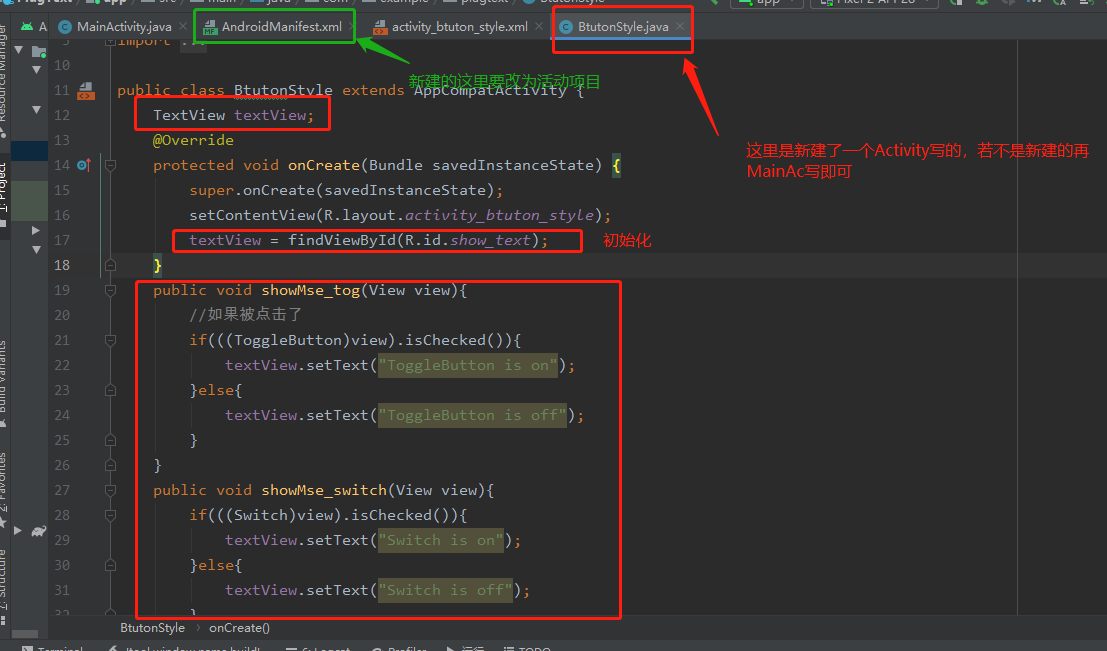 MainActivity.java
AndroidManifest.xml
activity_btuton_style.xml
BtutonStyle.java
新建的这里要改为活动项目
这里是新建了一个Activity写的，若不是新建的再
MainAc写即可
初始化
import ...
10
11 public class BtutonStyle extends AppCompatActivity {
12 TextView textView;
13 @Override
14 protected void onCreate(Bundle savedInstanceState) {
15 super.onCreate(savedInstanceState);
16 setContentView(R.layout.activity_btuton_style);
17 textView = findViewById(R.id.show_text);
18 }
19 public void showMse_tog(View view){
20 //如果被点击了
21 if(((ToggleButton)view).isChecked()){
22 textView.setText("ToggleButton is on");
23 }else{
24 textView.setText("ToggleButton is off");
25 }
26 }
27 public void showMse_switch(View view){
28 if(((Switch)view).isChecked()){
29 textView.setText("Switch is on");
30 }else{
31 textView.setText("Switch is off");
32 }
BtutonStyle › onCreate()
1: Project
2: Favorites
7: Structure